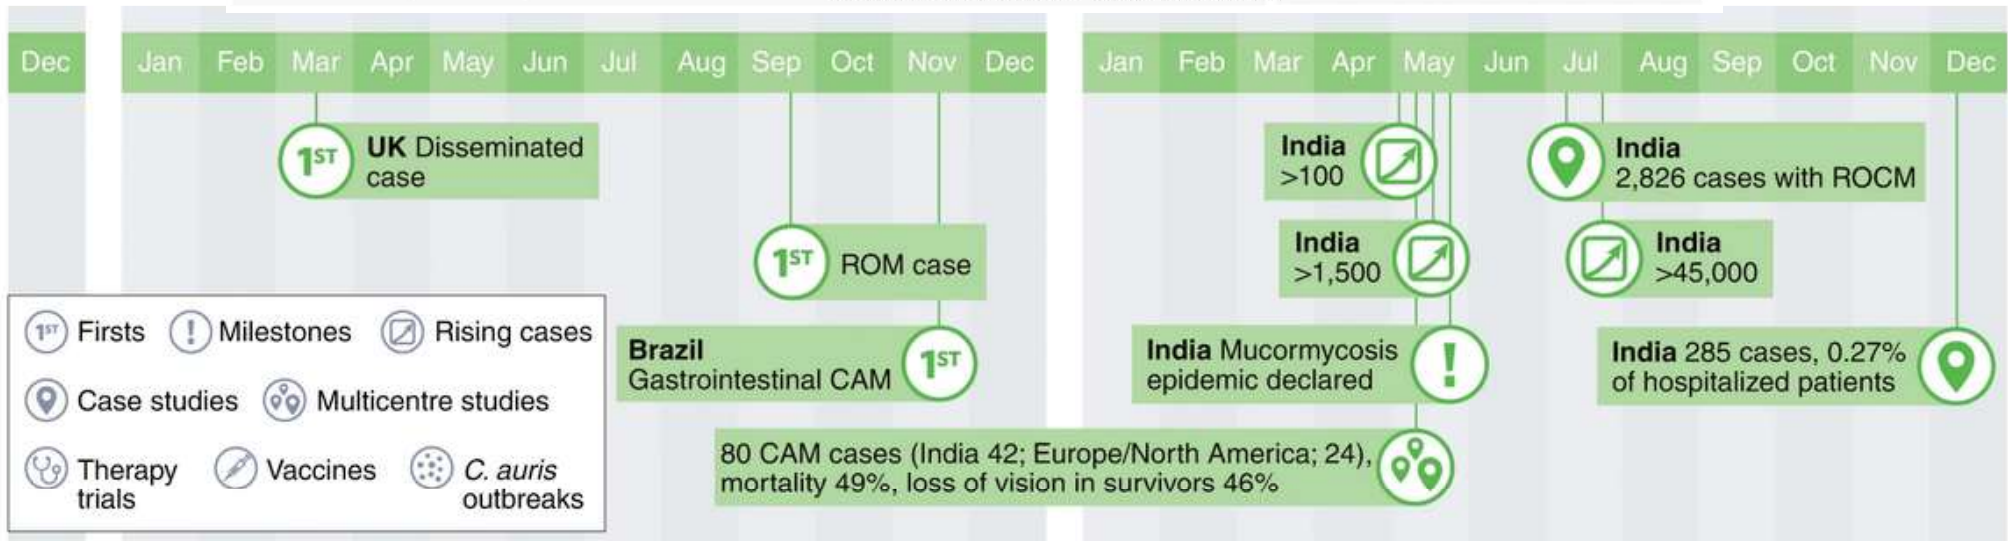 Dec Jan Feb Mar Apr May Jun Jul Aug Sep Oct Nov Dec Jan Feb Mar Apr May Jun Jul Aug Sep Oct Nov Dec
1ST
UK Disseminated
case
India
>100
India
2,826 cases with ROCM
1ST
ROM case
India
>1,500
India
>45,000
Brazil
Gastrointestinal CAM
1ST
India Mucormycosis
epidemic declared
!
India 285 cases, 0.27%
of hospitalized patients
80 CAM cases (India 42; Europe/North America; 24),
mortality 49%, loss of vision in survivors 46%
1ST Firsts ! Milestones Rising cases
Case studies Multicentre studies
Therapy
trials
Vaccines
C. auris
outbreaks